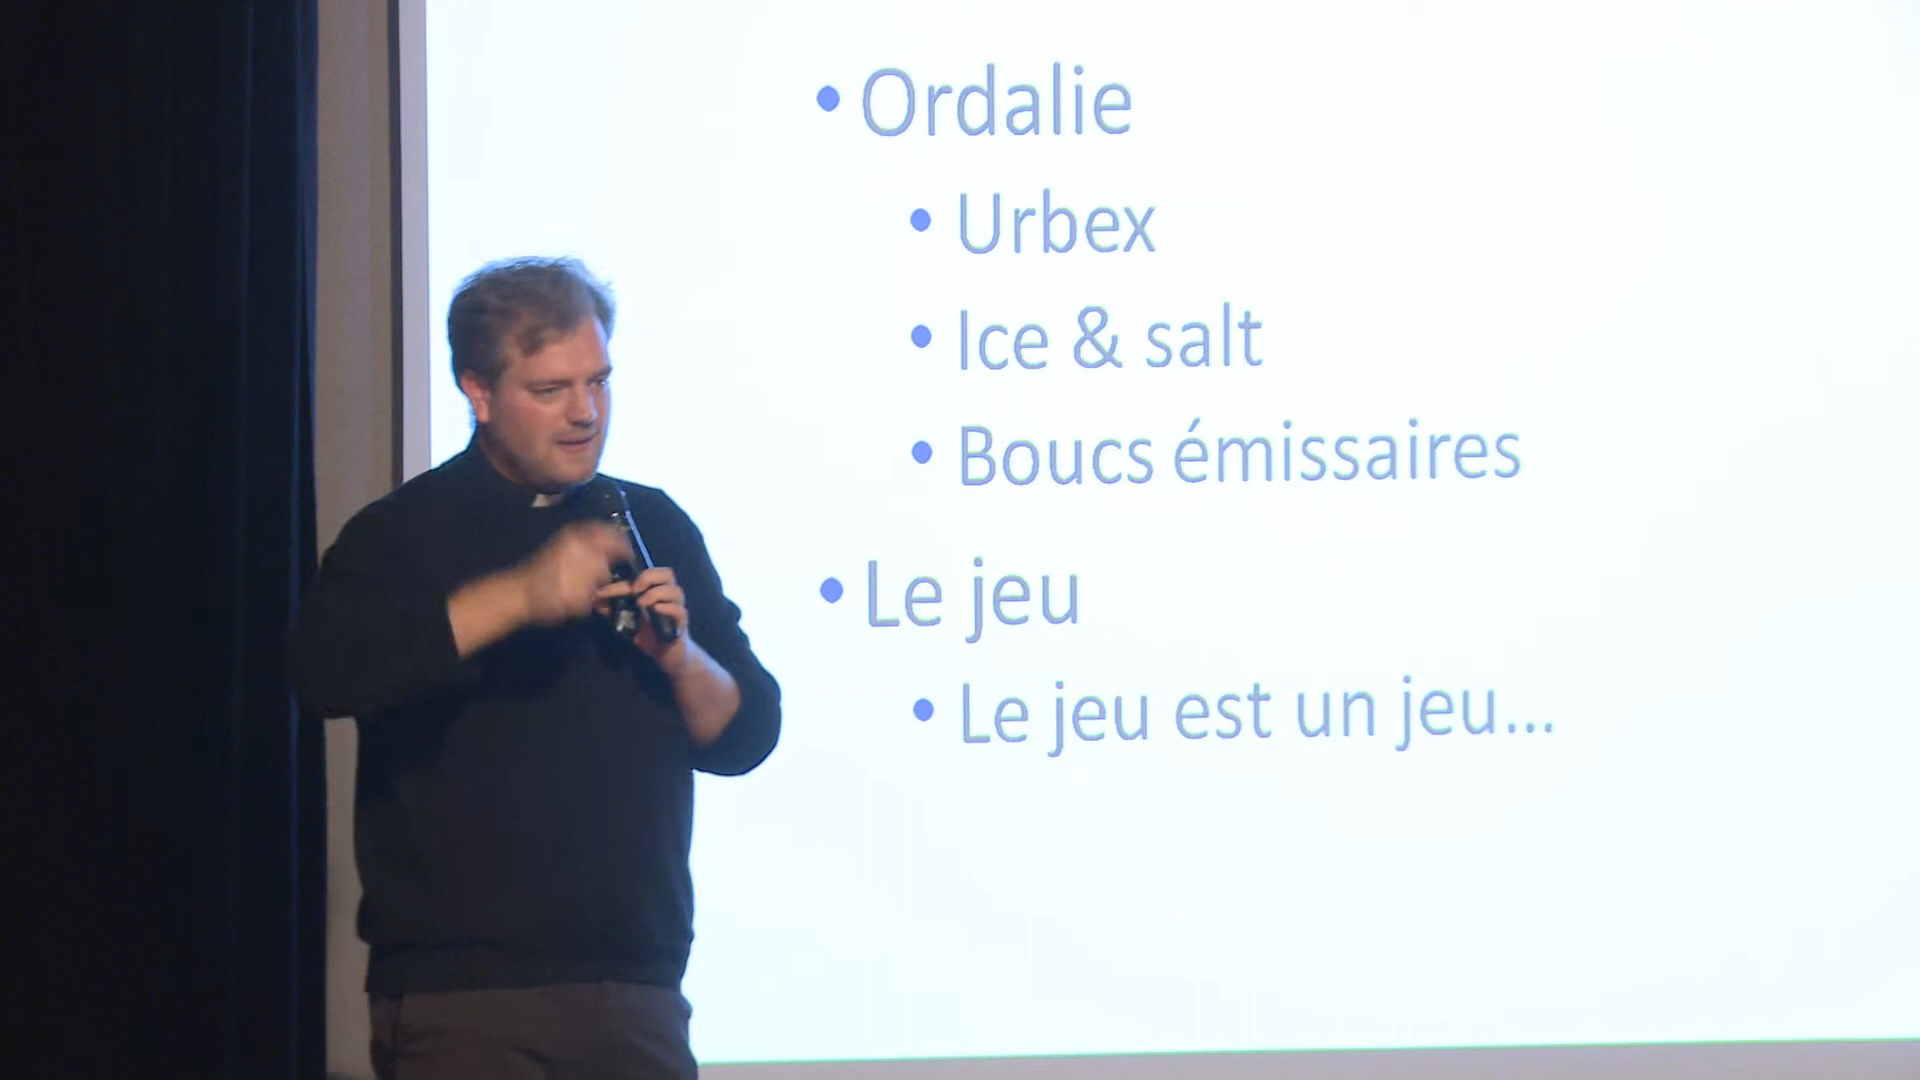 • Ordalie
• Urbex
• Ice & salt
• Boucs émissaires
• Le jeu
• Le jeu est un jeu...